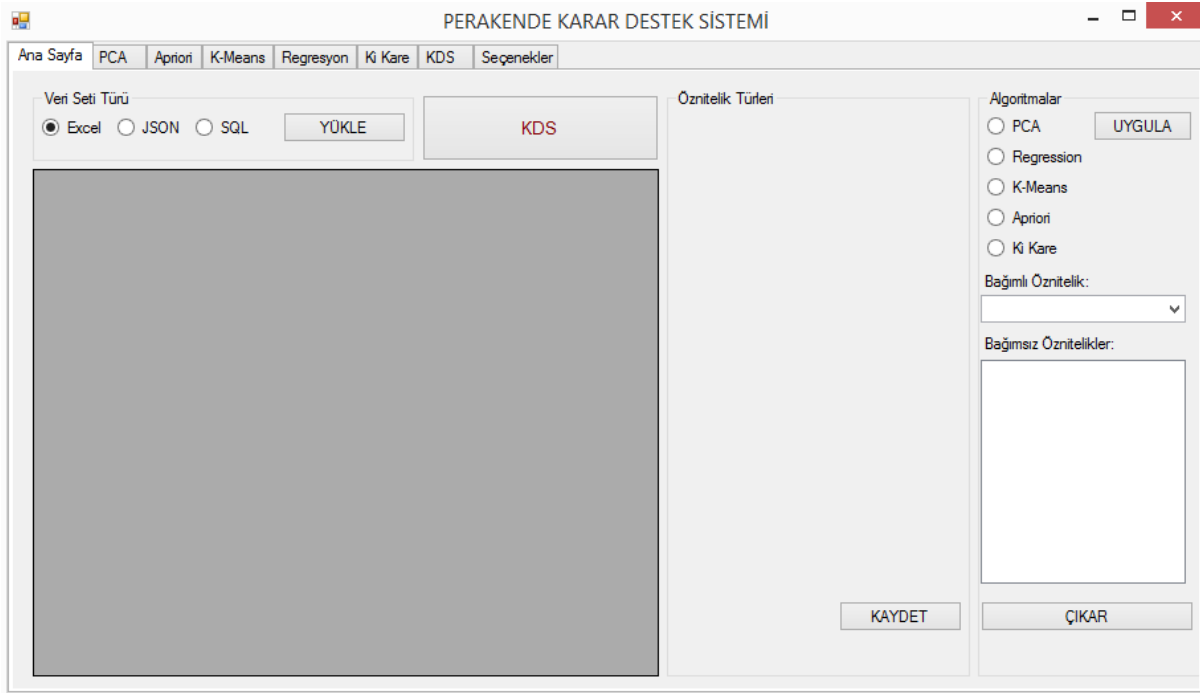 PERAKENDE KARAR DESTEK SİSTEMİ
Ana Sayfa PCA Apriori K-Means Regresyon Ki Kare KDS Seçenekler
Veri Seti Türü
Excel JSON SQL YÜKLE
KDS
Öznitelik Türleri
KAYDET
Algoritmalar
PCA UYGULA
Regression
K-Means
Apriori
Ki Kare
Bağımlı Öznitelik:
Bağımsız Öznitelikler:
ÇIKAR